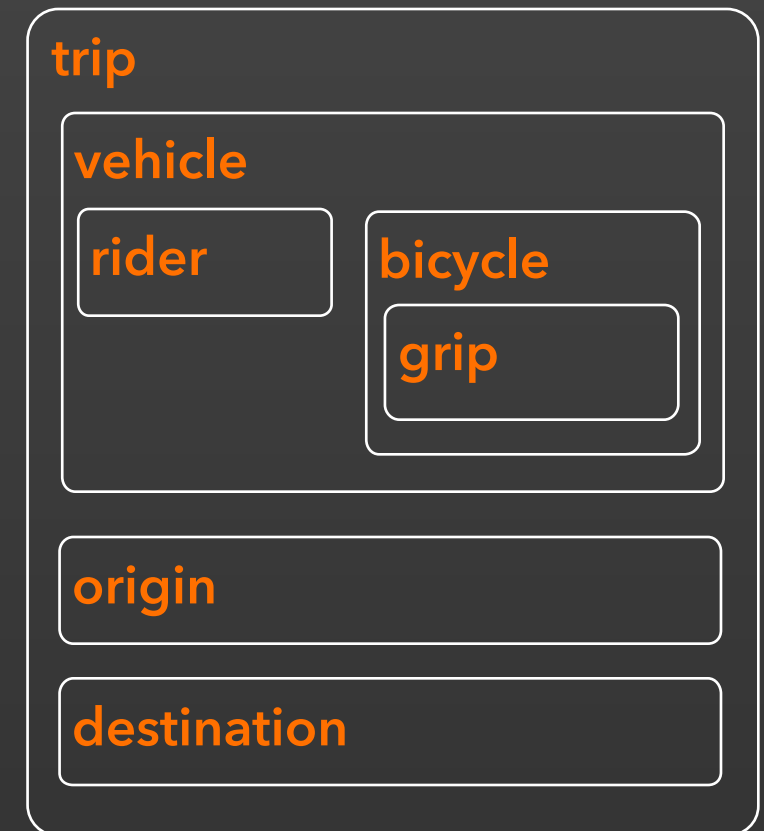 trip
vehicle
rider
bicycle
grip
origin
destination